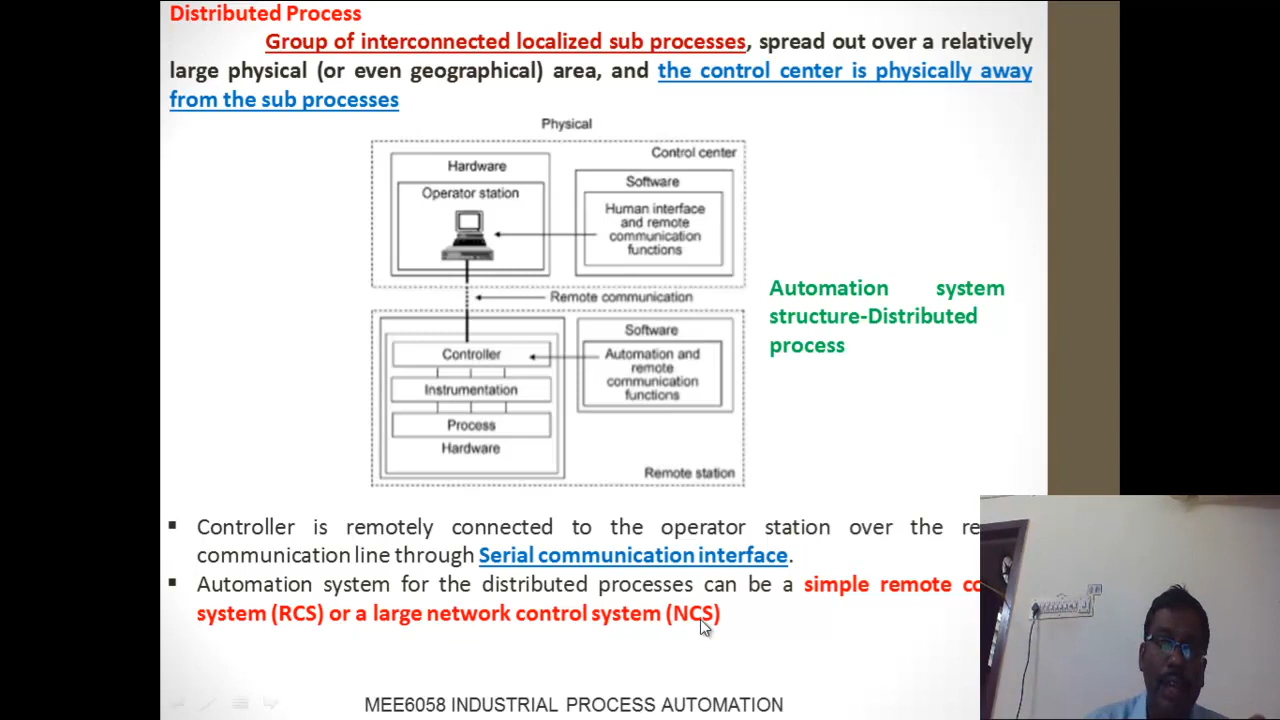 Distributed Process
Group of interconnected localized sub processes, spread out over a relatively
large physical (or even geographical) area, and the control center is physically away
from the sub processes
Physical
Control center
Hardware
Operator station
Software
Human interface
and remote
communication
functions
Remote communication
Controller
Instrumentation
Process
Hardware
Software
Automation and
remote
communication
functions
Remote station
Automation system
structure-Distributed
process
▪ Controller is remotely connected to the operator station over the
communication line through Serial communication interface.
▪ Automation system for the distributed processes can be a simple remote
system (RCS) or a large network control system (NCS)
MEE6058 INDUSTRIAL PROCESS AUTOMATION